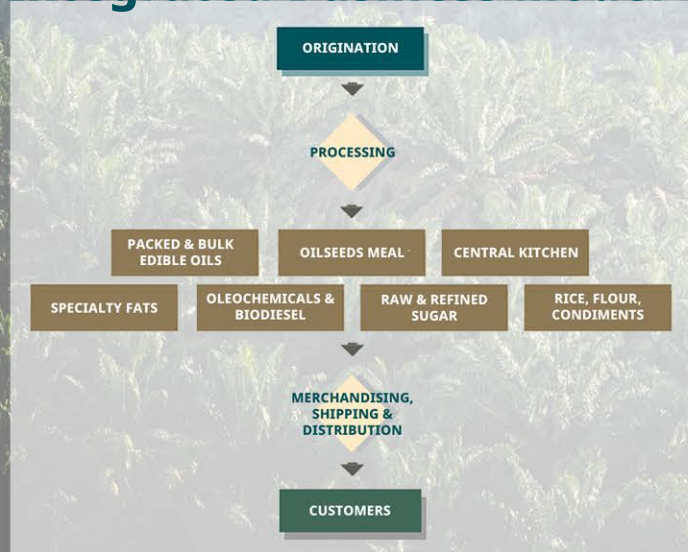 ORIGINATION
PROCESSING
PACKED & BULK
EDIBLE OILS
OILSEEDS MEAL
CENTRAL KITCHEN
SPECIALTY FATS
OLEOCHEMICALS &
BIODIESEL
RAW & REFINED
SUGAR
RICE, FLOUR,
CONDIMENTS
MERCHANDISING,
SHIPPING &
DISTRIBUTION
CUSTOMERS